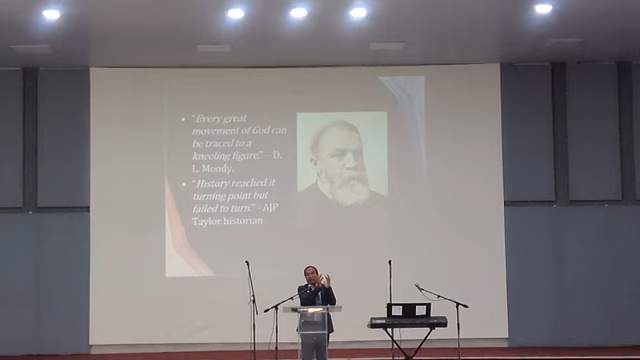 • "Every great
movement of God can
be traced to a
kneeling figure." D.
L. Moody.
• "History reached it
turning point but
failed to turn." - AJP
Taylor historian